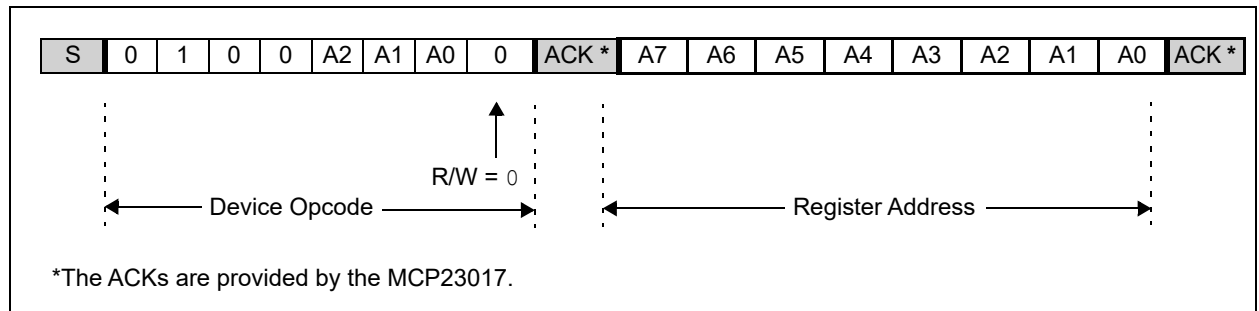 S 0 1 0 0 A2 A1 A0 0 ACK * A7 A6 A5 A4 A3 A2 A1 A0 ACK *
R/W = 0
Device Opcode Register Address
*The ACKs are provided by the MCP23017.